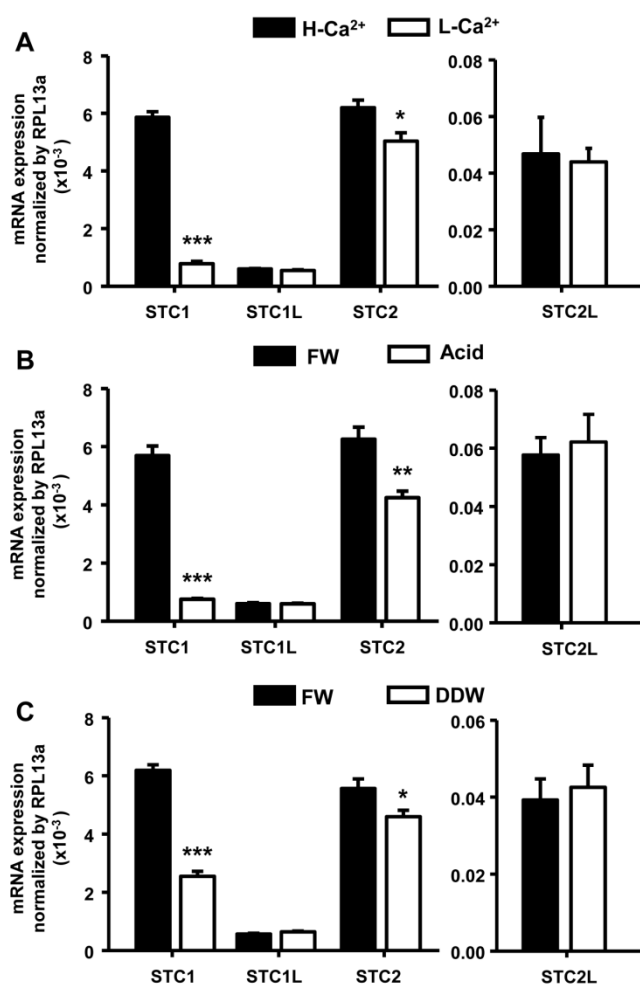 A
H-Ca²⁺ L-Ca²⁺
mRNA expression
normalized by RPL13a
(x10⁻³)
8
6
4
2
0
***
*
STC1 STC1L STC2
0.08
0.06
0.04
0.02
0.00
STC2L
B
FW Acid
mRNA expression
normalized by RPL13a
(x10⁻³)
8
6
4
2
0
***
**
STC1 STC1L STC2
0.08
0.06
0.04
0.02
0.00
STC2L
C
FW DDW
mRNA expression
normalized by RPL13a
(x10⁻³)
8
6
4
2
0
***
*
STC1 STC1L STC2
0.06
0.04
0.02
0.00
STC2L